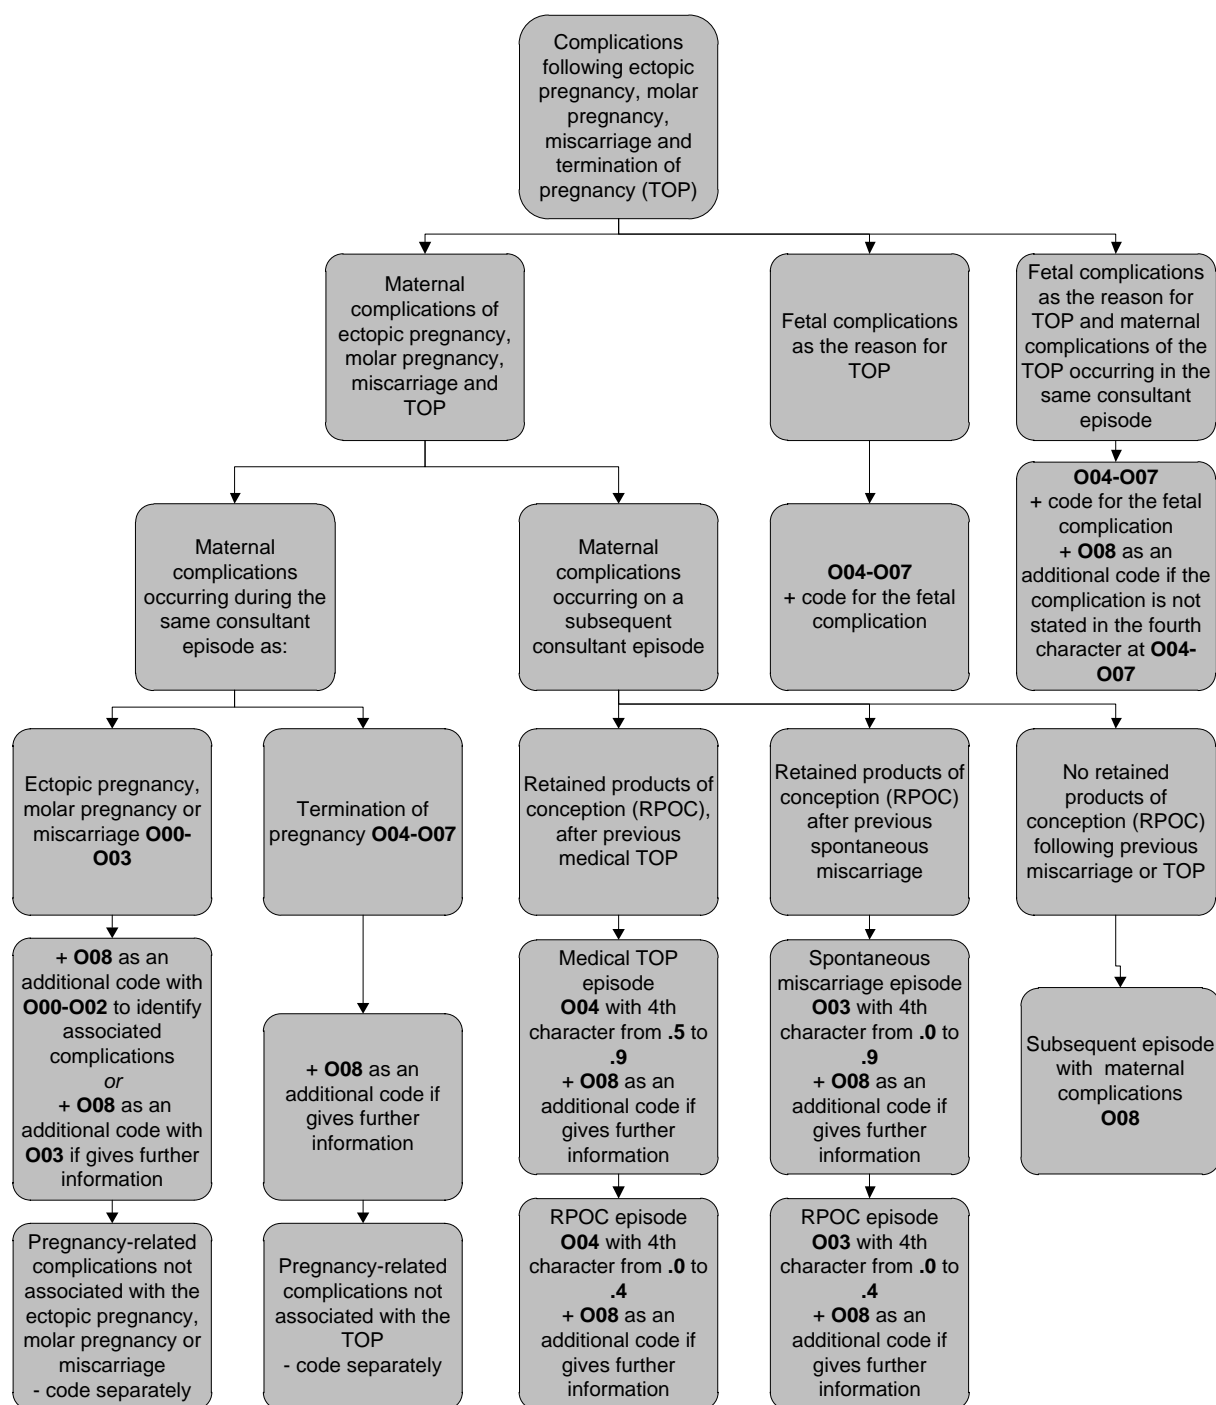 Complications
following ectopic
pregnancy, molar
pregnancy,
miscarriage and
termination of
pregnancy (TOP)
Maternal
complications of
ectopic pregnancy,
molar pregnancy,
miscarriage and
TOP
Fetal complications
as the reason for
TOP
Fetal complications
as the reason for
TOP and maternal
complications of the
TOP occurring in the
same consultant
episode
Maternal
complications
occurring during the
same consultant
episode as:
Maternal
complications
occurring on a
subsequent
consultant episode
O04-O07
+ code for the fetal
complication
O04-O07
+ code for the fetal
complication
+ O08 as an
additional code if the
complication is not
stated in the fourth
character at O04-
O07
Ectopic pregnancy,
molar pregnancy or
miscarriage O00-
O03
Termination of
pregnancy O04-O07
Retained products of
conception (RPOC),
after previous
medical TOP
Retained products of
conception (RPOC)
after previous
spontaneous
miscarriage
No retained
products of
conception (RPOC)
following previous
miscarriage or TOP
+ O08 as an
additional code with
O00-O02 to identify
associated
complications
or
+ O08 as an
additional code with
O03 if gives further
information
+ O08 as an
additional code if
gives further
information
Medical TOP
episode
O04 with 4th
character from .5 to
.9
+ O08 as an
additional code if
gives further
information
Spontaneous
miscarriage episode
O03 with 4th
character from .0 to
.9
+ O08 as an
additional code if
gives further
information
Subsequent episode
with maternal
complications
O08
Pregnancy-related
complications not
associated with the
ectopic pregnancy,
molar pregnancy or
miscarriage
- code separately
Pregnancy-related
complications not
associated with the
TOP
- code separately
RPOC episode
O04 with 4th
character from .0 to
.4
+ O08 as an
additional code if
gives further
information
RPOC episode
O03 with 4th
character from .0 to
.4
+ O08 as an
additional code if
gives further
information